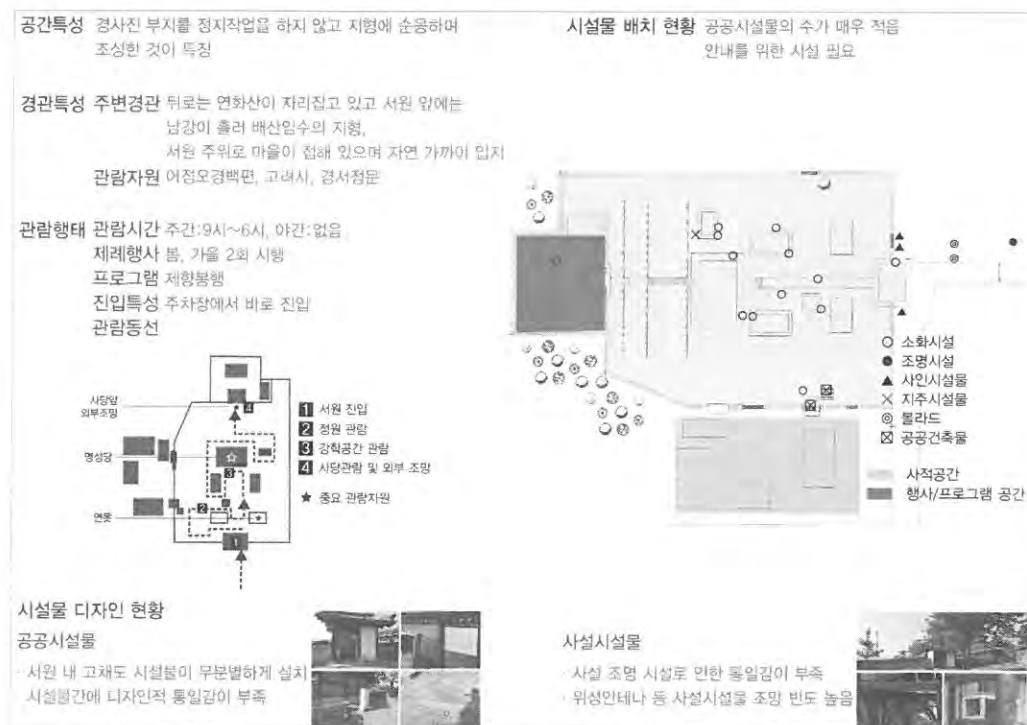 공간특성 경사진 부지를 정지작업을 하지 않고 지형에 순응하며
조성한 것이 특징
경관특성 주변경관 뒤로는 연화산이 자리잡고 있고 서원 앞에는
남강이 흘러 배산임수의 지형,
서원 주위로 마을이 접해 있으며 자연 가까이 입지
관람자원 어정오경백편, 고려사, 경서정문
관람행태 관람시간 주간:9시~6시, 야간:없음
제례행사 봄, 가을 2회 시행
프로그램 제향봉행
진입특성 주차장에서 바로 진입
관람동선
사당앞
외부조망
명성당
연못
4
3
2
1
1 서원 진입
2 정원 관람
3 강학공간 관람
4 사당관람 및 외부 조망
★ 중요 관람자원
시설물 배치 현황 공공시설물의 수가 매우 적음
안내를 위한 시설 필요
소화시설
조명시설
사인시설물
지주시설물
볼라드
공공건축물
사적공간
행사/프로그램 공간
시설물 디자인 현황
공공시설물
· 서원 내 고채도 시설물이 무분별하게 설치
시설물간에 디자인적 통일감이 부족
사설시설물
· 사설 조명 시설로 인한 통일감이 부족
· 위성안테나 등 사설시설물 조망 빈도 높음